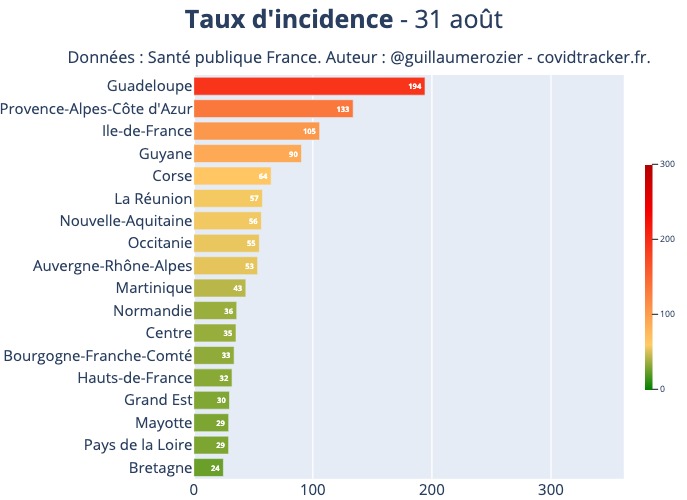 Taux d'incidence - 31 août
Données : Santé publique France. Auteur : @guillaumerozier - covidtracker.fr.
Guadeloupe 194
Provence-Alpes-Côte d'Azur 133
Ile-de-France 105
Guyane 90
Corse 64
La Réunion 57
Nouvelle-Aquitaine 56
Occitanie 55
Auvergne-Rhône-Alpes 53
Martinique 43
Normandie 36
Centre 35
Bourgogne-Franche-Comté 33
Hauts-de-France 32
Grand Est 30
Mayotte 29
Pays de la Loire 29
Bretagne 24
0 100 200 300
300
200
100
0